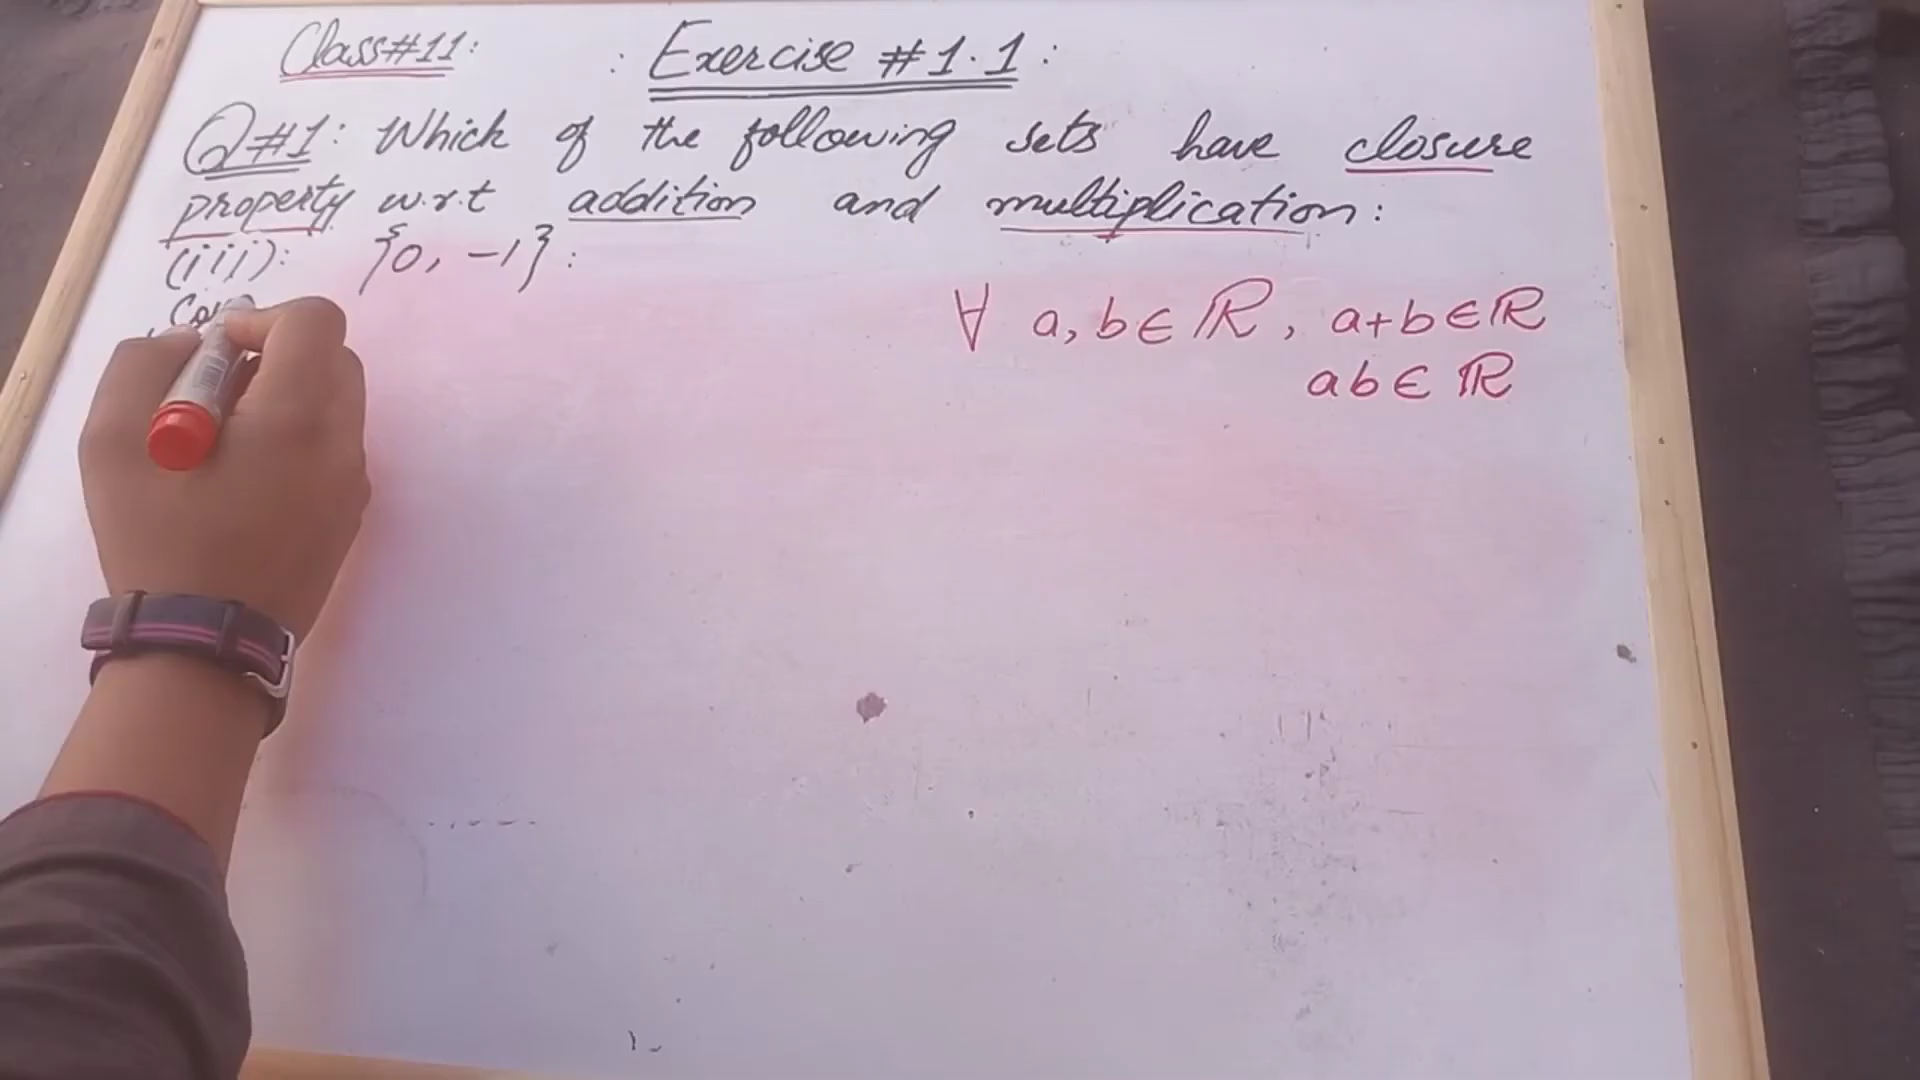 Class#11: : Exercise #1.1:
Q#1: Which of the following sets have closure
property w.r.t addition and multiplication:
(iii): {0, -1}:
∀ a, b ∈ ℝ, a+b ∈ ℝ
ab ∈ ℝ